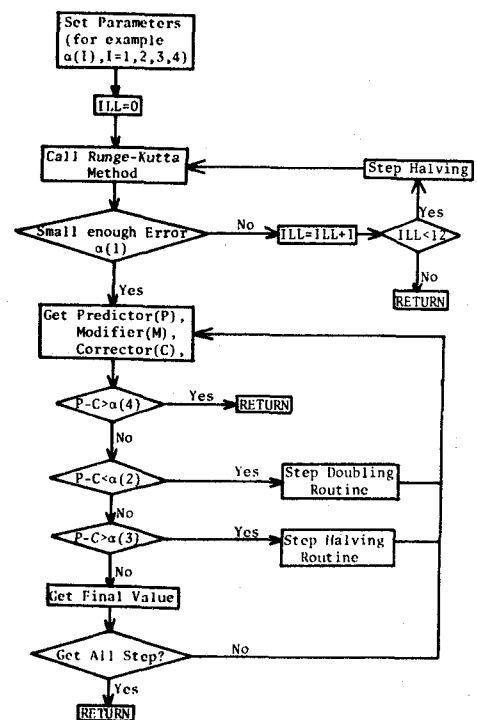 Set Parameters
(for example
α(I),I=1,2,3,4)
ILL=0
Call Runge-Kutta
Method
Step Halving
Small enough Error
α(1)
No
ILL=ILL+1
ILL<12
Yes
No
RETURN
Yes
Get Predictor(P),
Modifier(M),
Corrector(C),
P-C>α(4)
Yes
RETURN
No
P-C<α(2)
Yes
Step Doubling
Routine
No
P-C>α(3)
Yes
Step Halving
Routine
No
Get Final Value
Get All Step?
No
Yes
RETURN